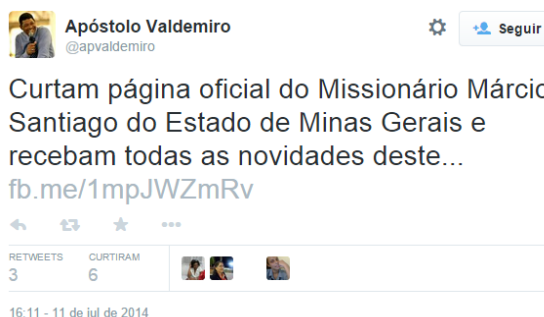 Apóstolo Valdemiro
@apvaldemiro
Seguir
Curtam página oficial do Missionário Márcio
Santiago do Estado de Minas Gerais e
recebam todas as novidades deste...
fb.me/1mpJWZmRv
RETWEETS
3
CURTIRAM
6
16:11 - 11 de jul de 2014